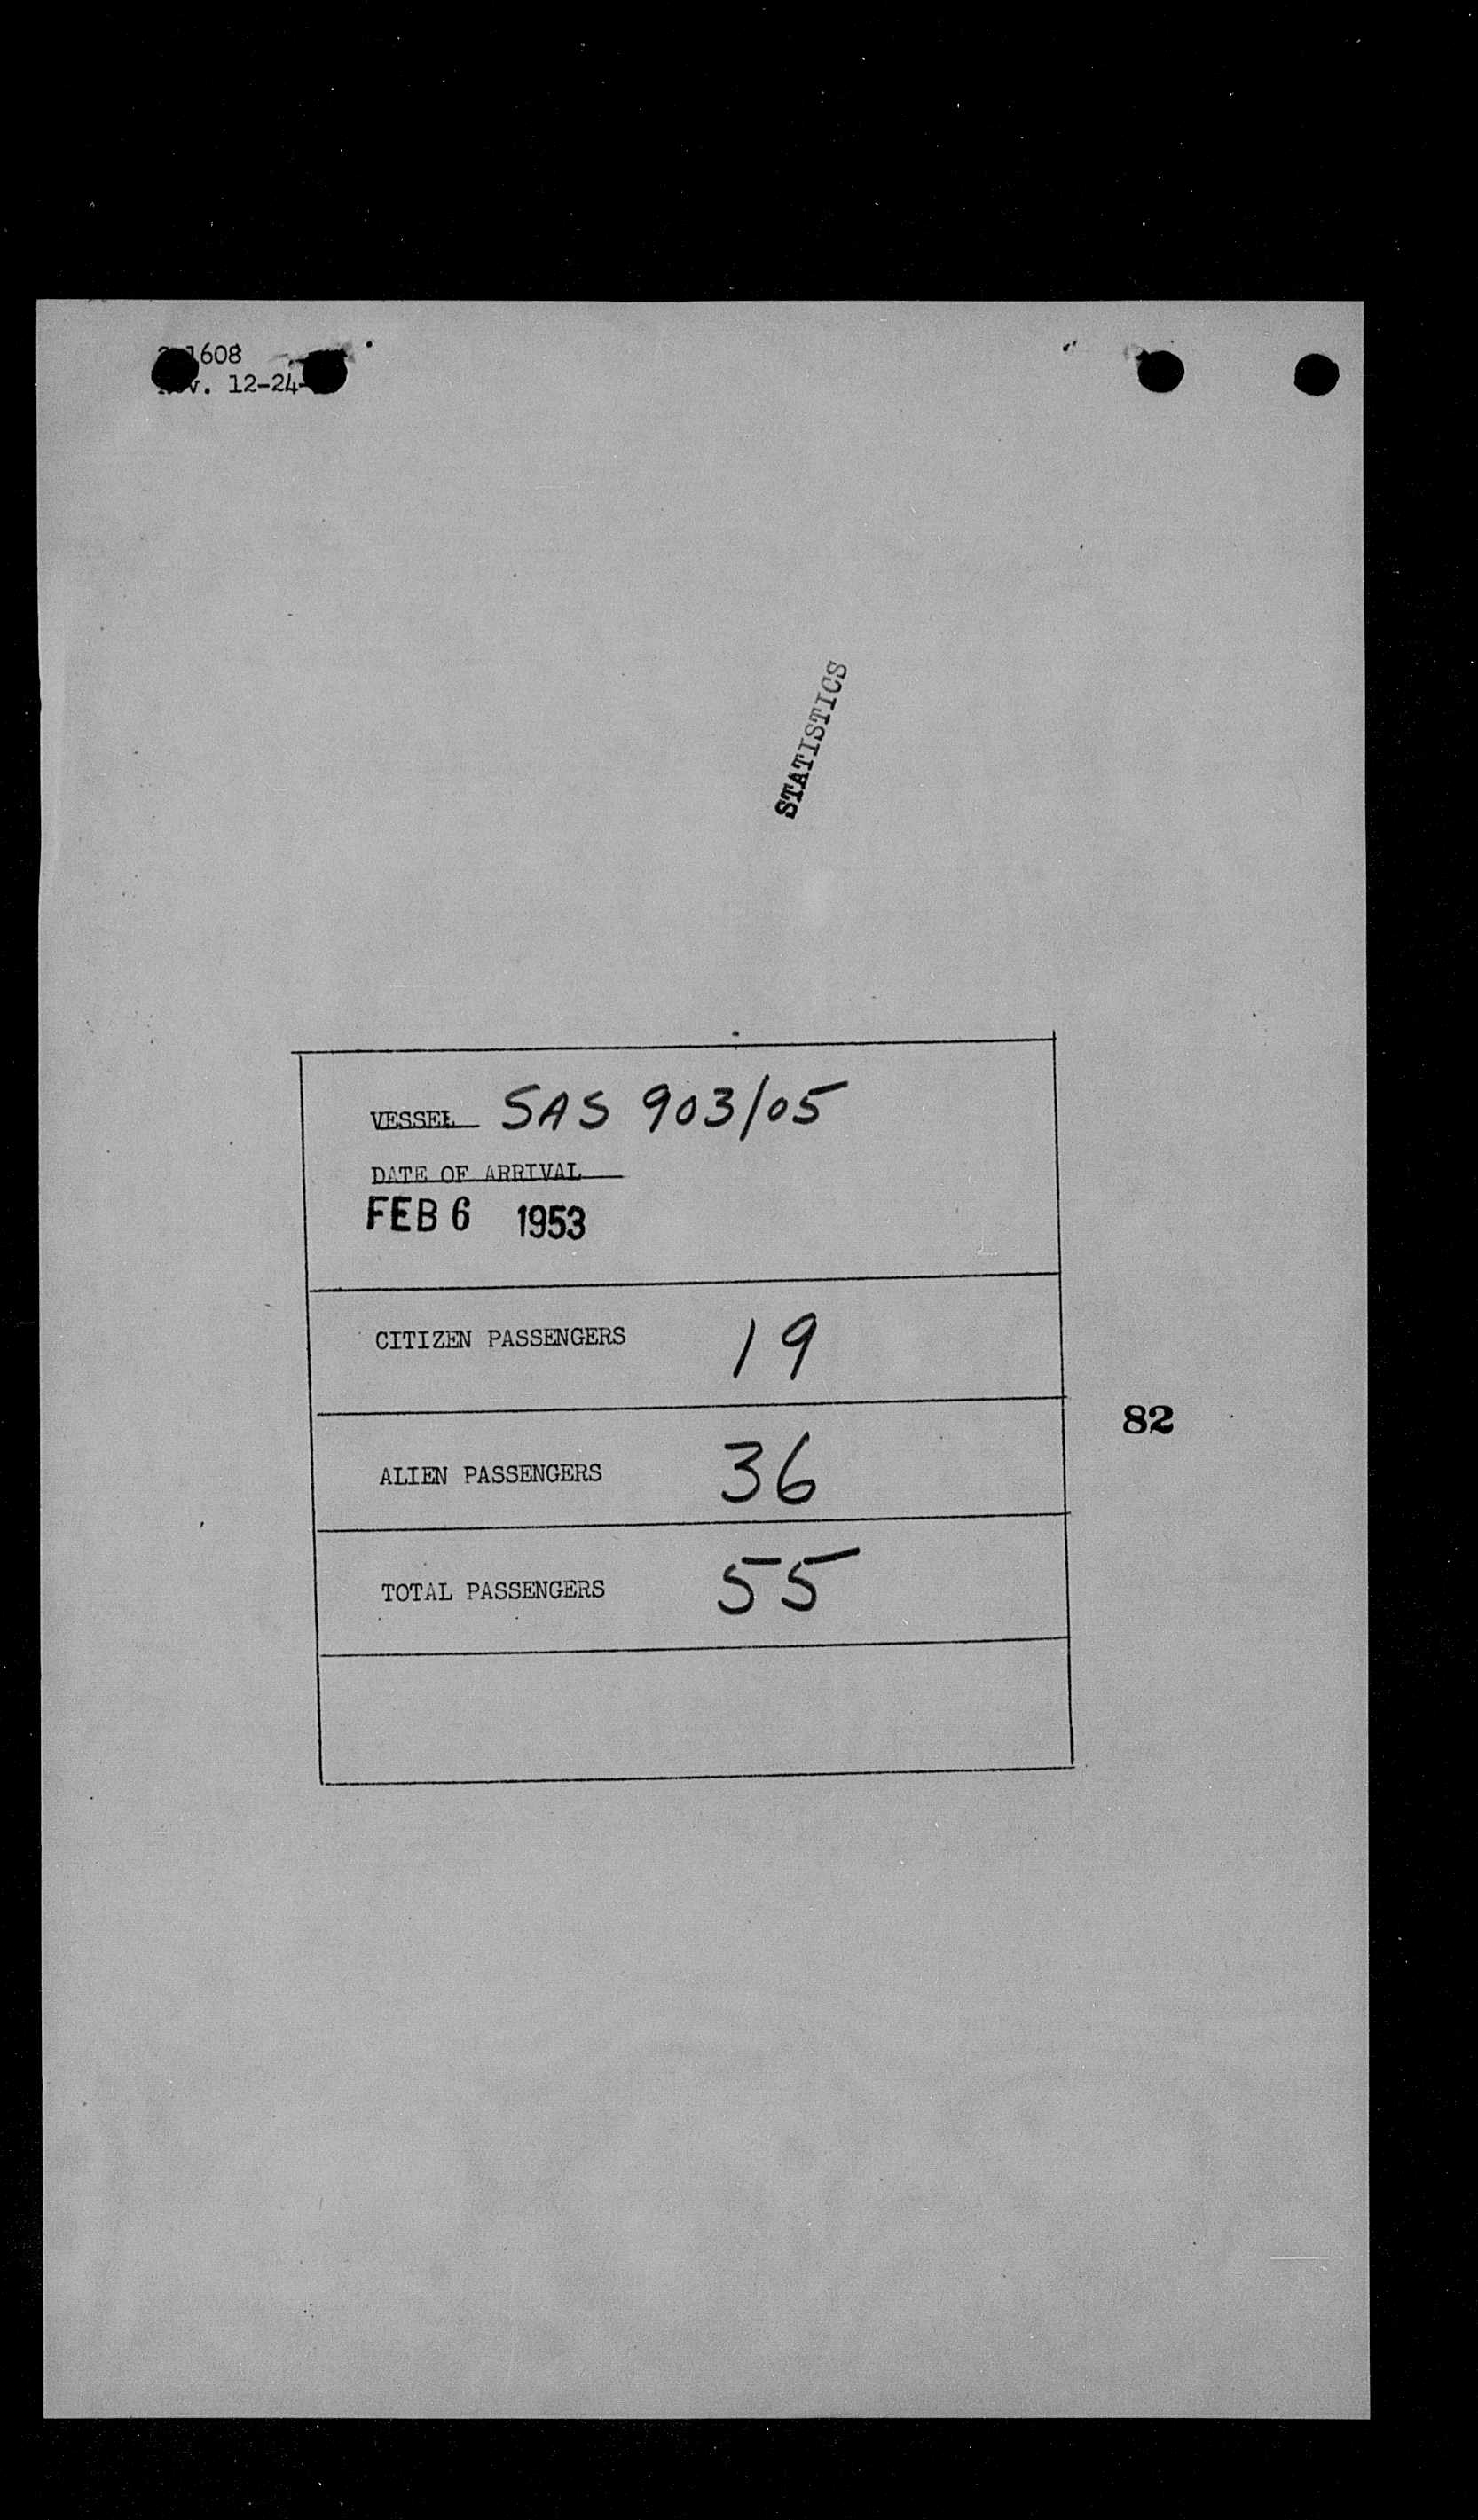 1608
12-24-
STATISTICS
VESSEL SAS 903/05
DATE OF ARRIVAL
FEB 6 1953
CITIZEN PASSENGERS 19
82
ALIEN PASSENGERS 36
TOTAL PASSENGERS 55